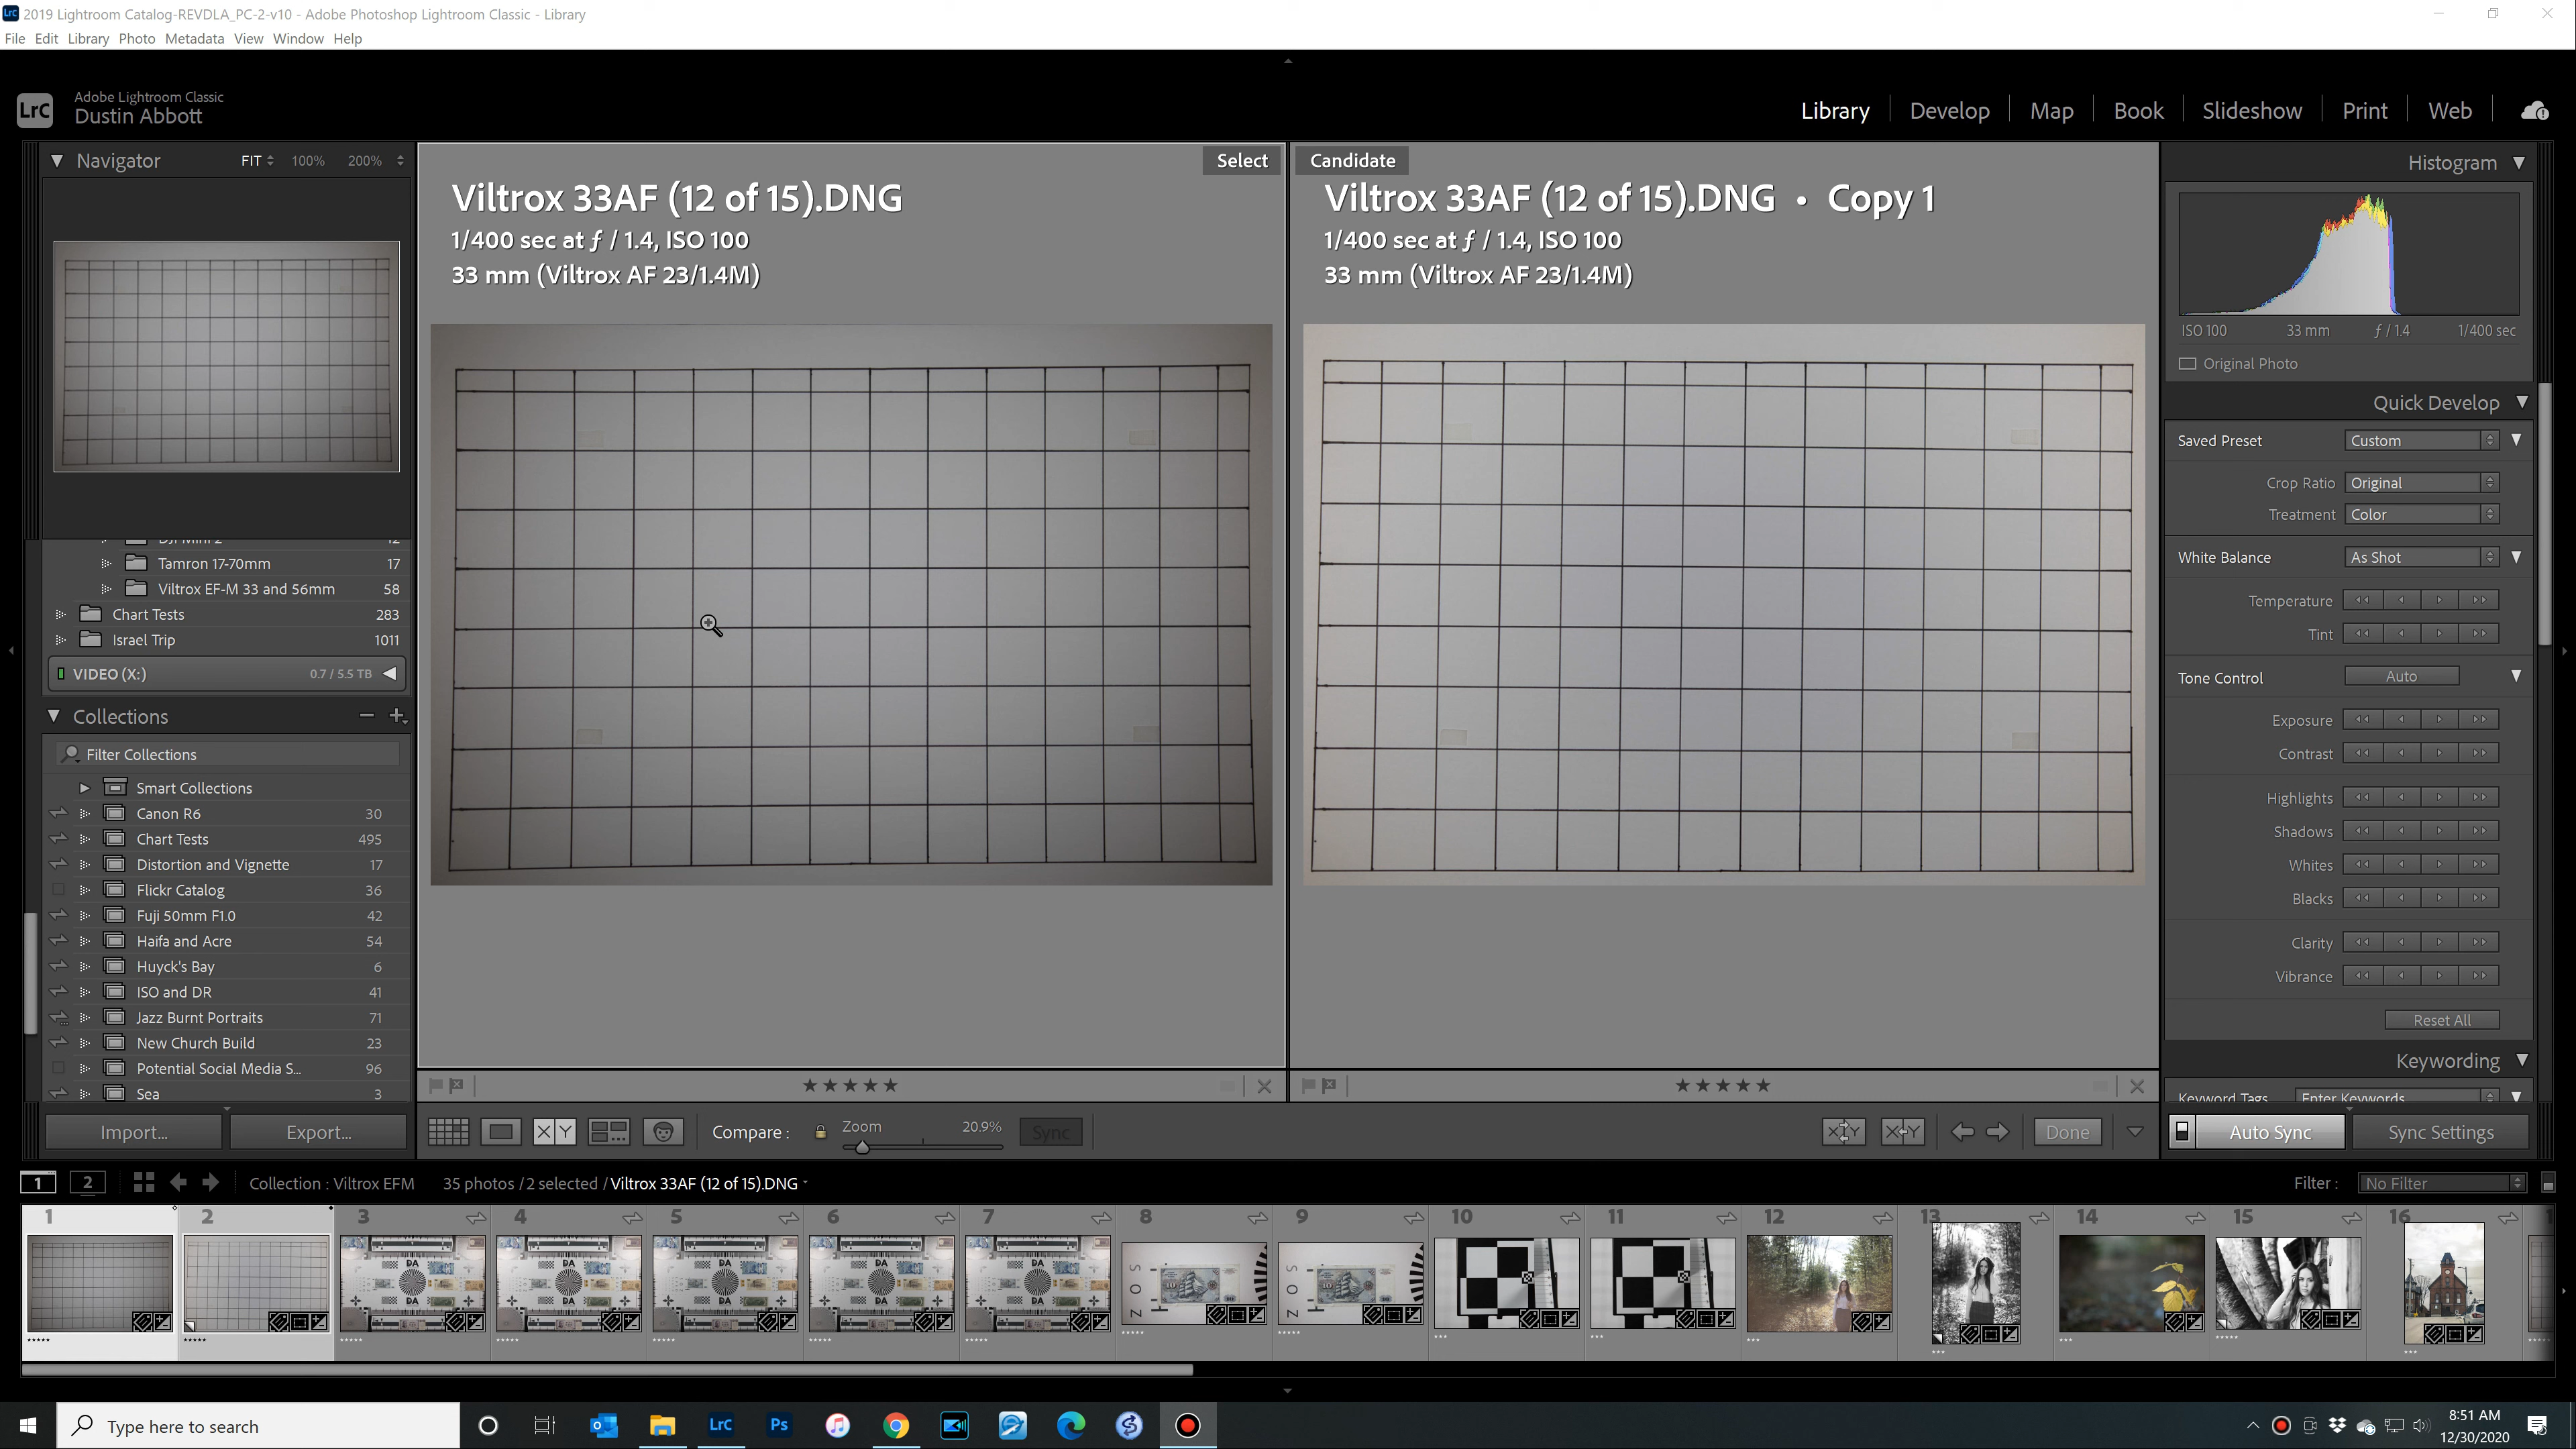 2019 Lightroom Catalog-REVDLA_PC-2-v10 - Adobe Photoshop Lightroom Classic - Library
File Edit Library Photo Metadata View Window Help
LrC
Adobe Lightroom Classic
Dustin Abbott
Library Develop Map Book Slideshow Print Web
Navigator FIT 100% 200%
Tamron 17-70mm 17
Viltrox EF-M 33 and 56mm 58
Chart Tests 283
Israel Trip 1011
VIDEO (X:) 0.7 / 5.5 TB
Collections
Filter Collections
Smart Collections
Canon R6 30
Chart Tests 495
Distortion and Vignette 17
Flickr Catalog 36
Fuji 50mm F1.0 42
Haifa and Acre 54
Huyck's Bay 6
ISO and DR 41
Jazz Burnt Portraits 71
New Church Build 23
Potential Social Media S... 96
Sea 3
Import... Export...
Select
Viltrox 33AF (12 of 15).DNG
1/400 sec at ƒ / 1.4, ISO 100
33 mm (Viltrox AF 23/1.4M)
Candidate
Viltrox 33AF (12 of 15).DNG • Copy 1
1/400 sec at ƒ / 1.4, ISO 100
33 mm (Viltrox AF 23/1.4M)
★★★★★
★★★★★
X Y
Compare : Zoom 20.9% Sync
X Y X Y Done
Histogram
ISO 100 33 mm ƒ / 1.4 1/400 sec
Original Photo
Quick Develop
Saved Preset Custom
Crop Ratio Original
Treatment Color
White Balance As Shot
Temperature
Tint
Tone Control Auto
Exposure
Contrast
Highlights
Shadows
Whites
Blacks
Clarity
Vibrance
Reset All
Keywording
Keyword Tags Enter Keywords
Auto Sync Sync Settings
1 2 Collection : Viltrox EFM 35 photos / 2 selected / Viltrox 33AF (12 of 15).DNG
Filter : No Filter
1 2 3 4 5 6 7 8 9 10 11 12 13 14 15 16
DA DA DA DA DA
Type here to search
LrC Ps
8:51 AM
12/30/2020